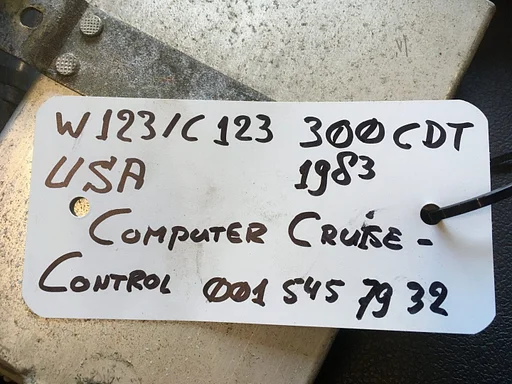 W123/C123 300CDT
USA 1983
COMPUTER CRUISE-
CONTROL 001 545 79 32